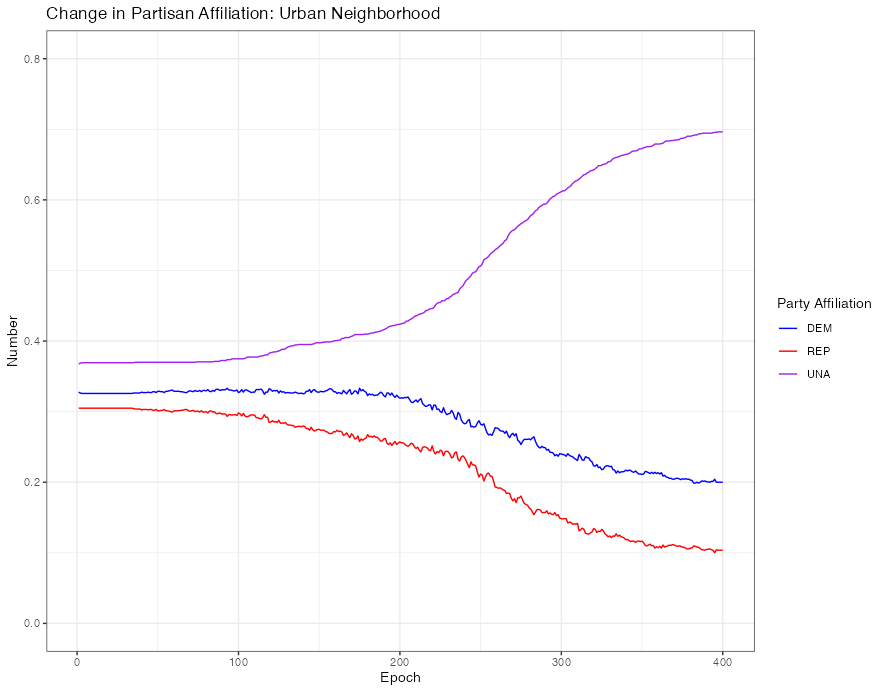 Change in Partisan Affiliation: Urban Neighborhood
0.8
0.6
0.4
0.2
0.0
Number
0
100
200
300
400
Epoch
Party Affiliation
DEM
REP
UNA